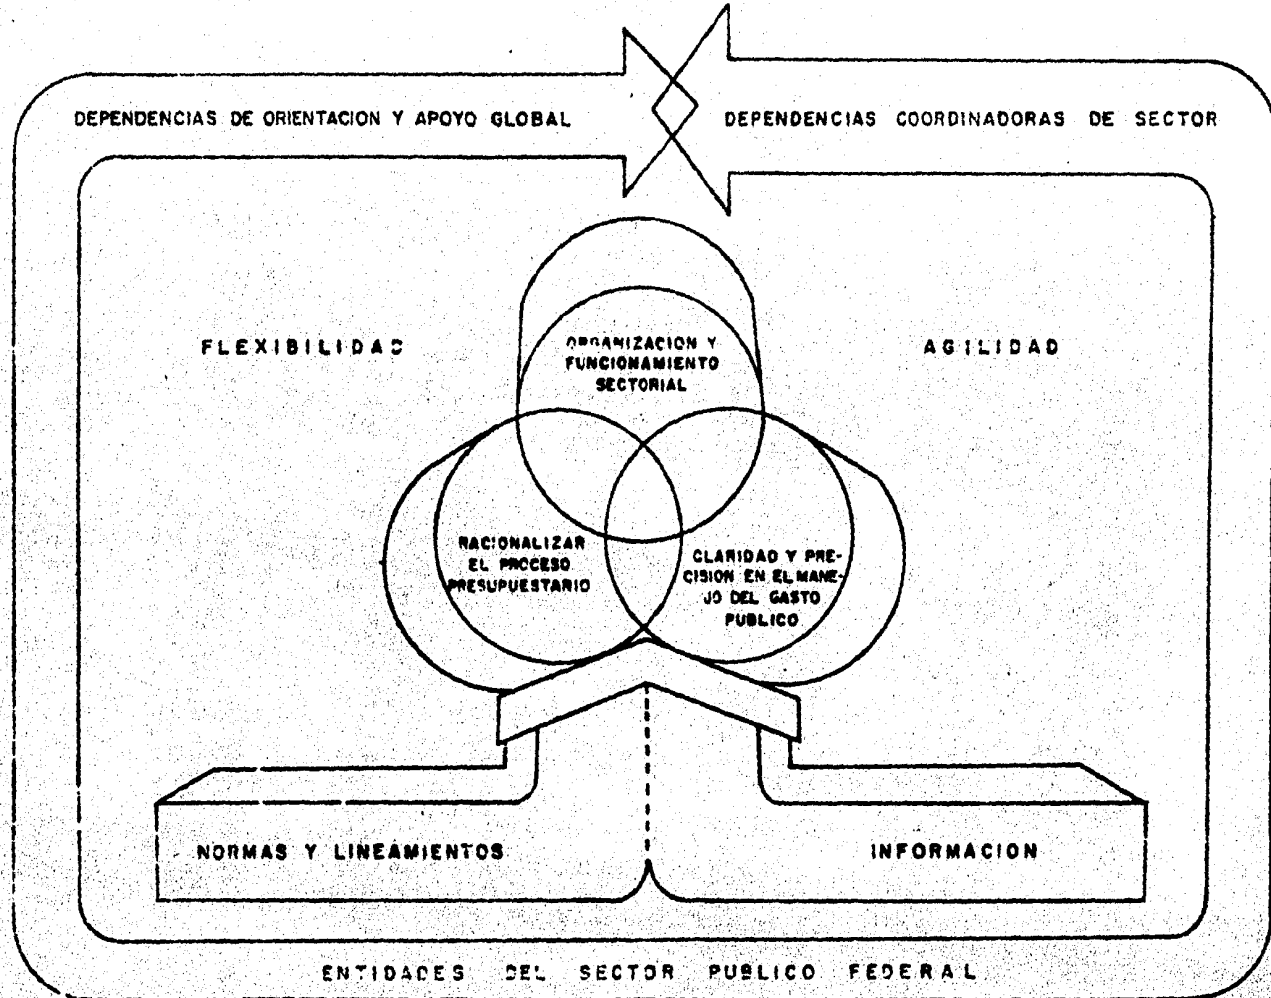 DEPENDENCIAS DE ORIENTACION Y APOYO GLOBAL
DEPENDENCIAS COORDINADORAS DE SECTOR
FLEXIBILIDAD
AGILIDAD
ORGANIZACION Y
FUNCIONAMIENTO
SECTORIAL
RACIONALIZAR
EL PROCESO
PRESUPUESTARIO
CLARIDAD Y PRE-
CISION EN EL MANE-
JO DEL GASTO
PUBLICO
NORMAS Y LINEAMIENTOS
INFORMACION
ENTIDADES DEL SECTOR PUBLICO FEDERAL